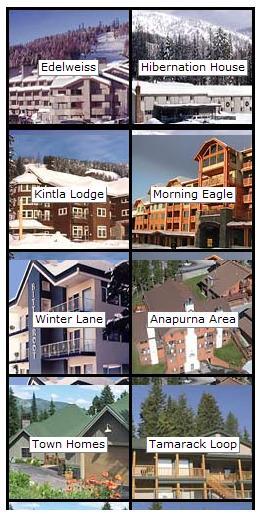 Edelweiss
Hibernation House
Kintla Lodge
Morning Eagle
Winter Lane
Anapurna Area
Town Homes
Tamarack Loop